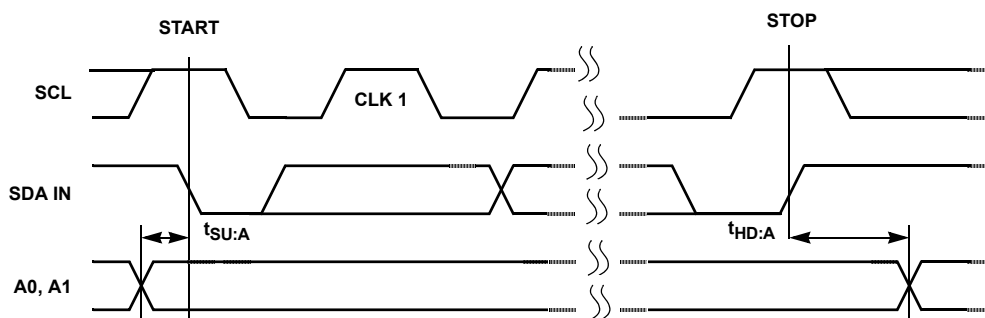 START
STOP
SCL
CLK 1
SDA IN
tSU:A
tHD:A
A0, A1